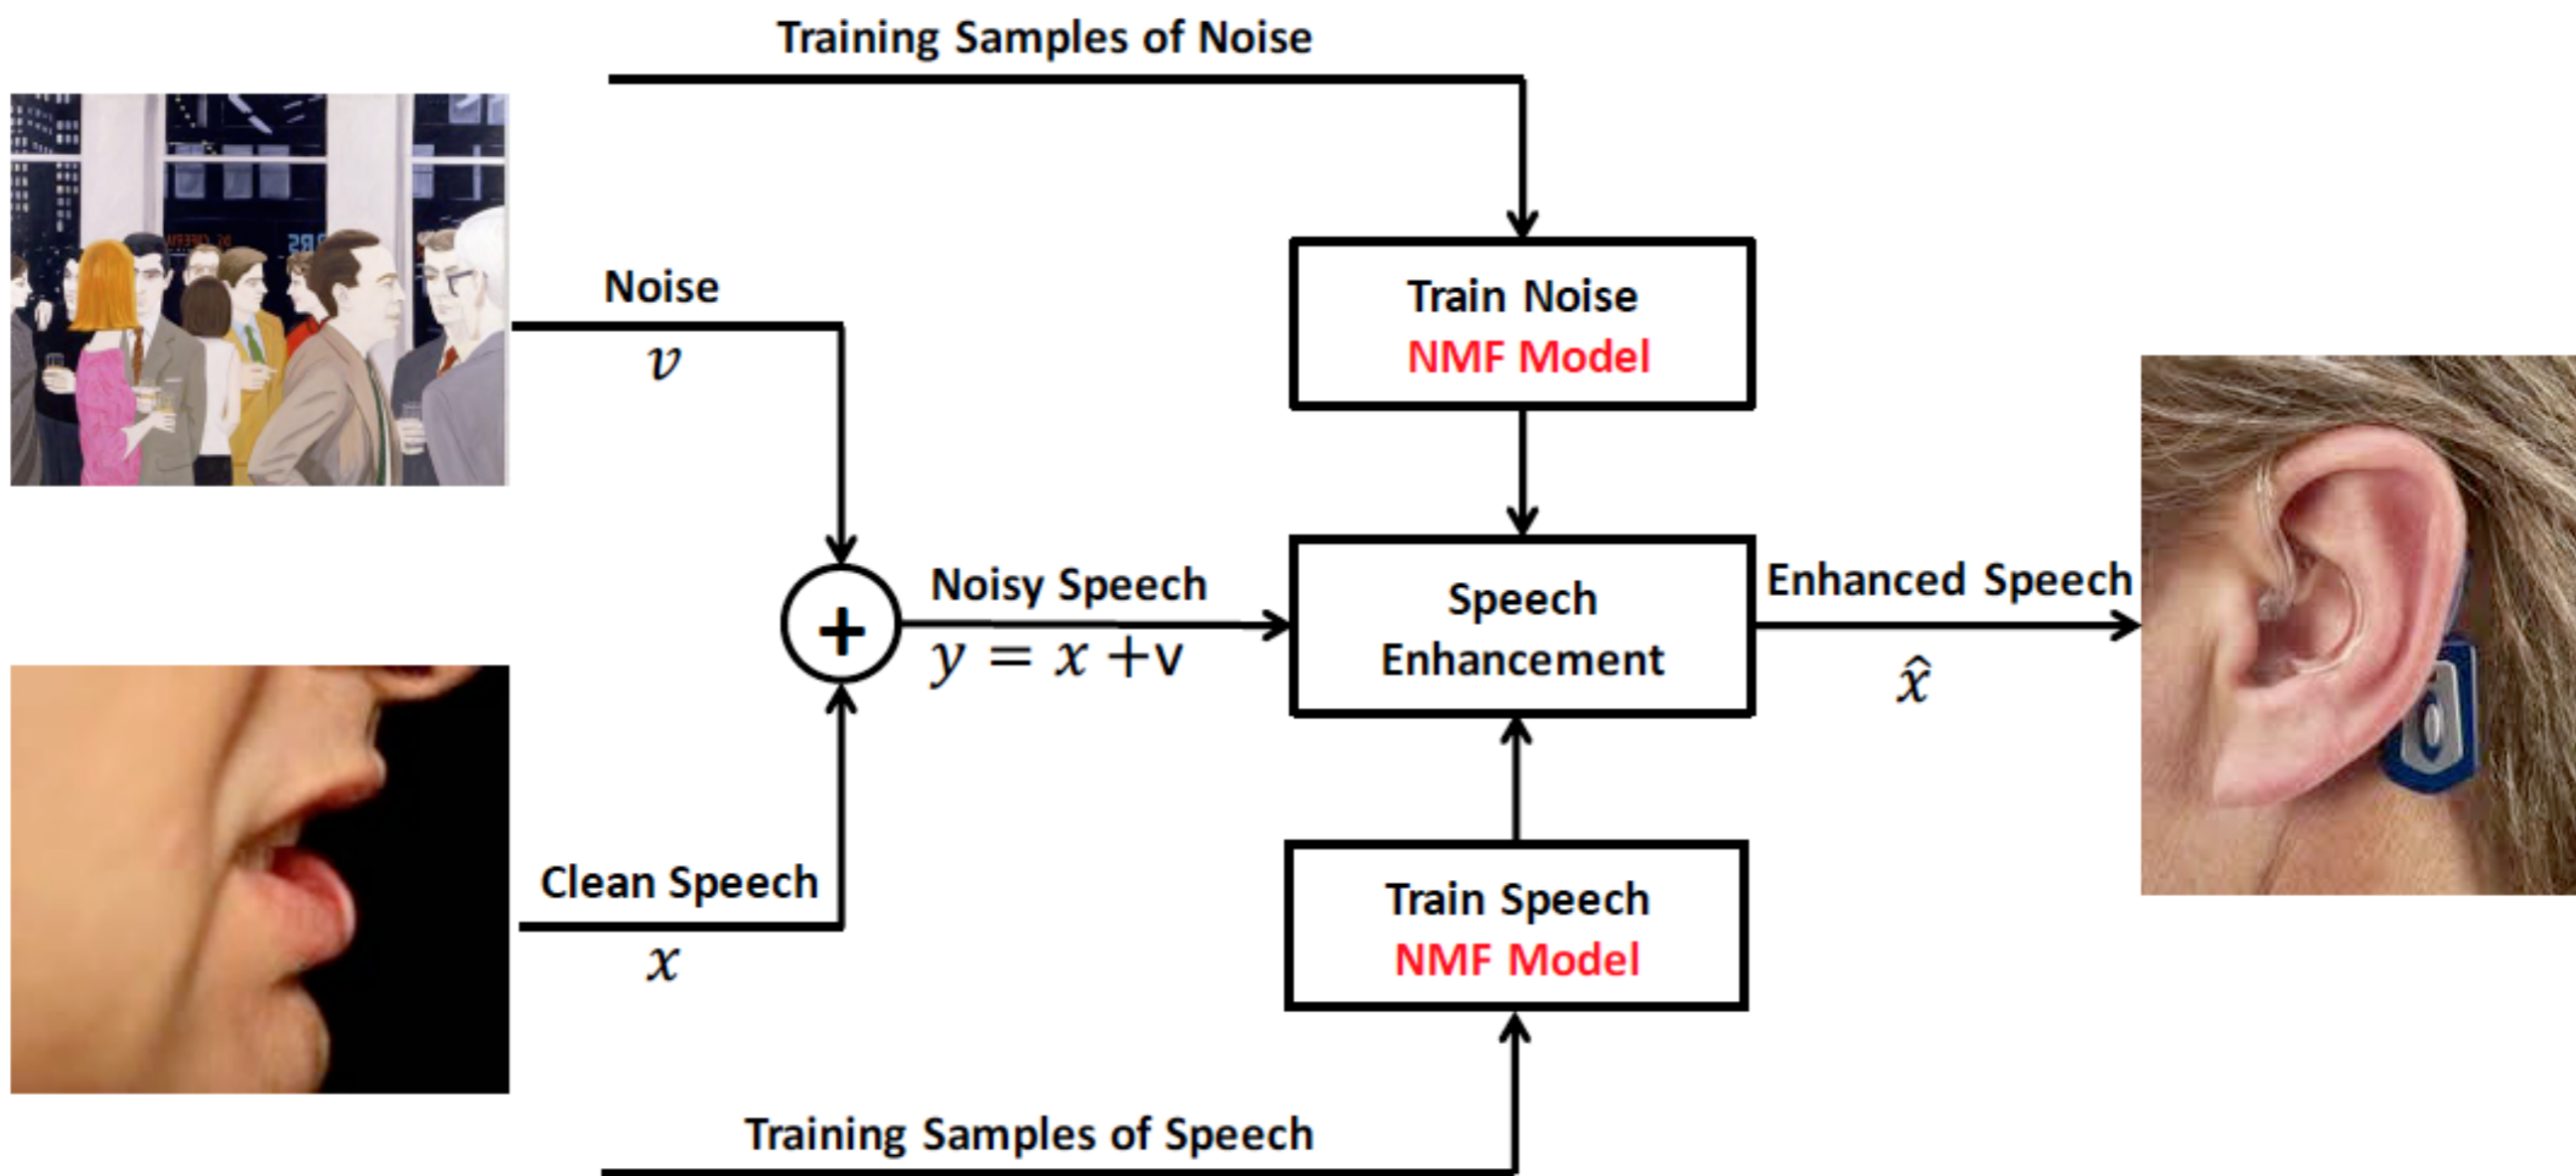 Training Samples of Noise
Noise
v
Train Noise
NMF Model
Noisy Speech
y = x +v
Speech
Enhancement
Enhanced Speech
x̂
Clean Speech
x
Train Speech
NMF Model
Training Samples of Speech